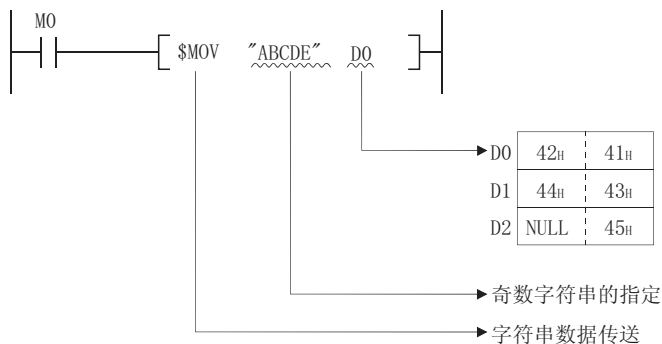 M0
$MOV "ABCDE" D0
D0 42H 41H
D1 44H 43H
D2 NULL 45H
奇数字符串的指定
字符串数据传送